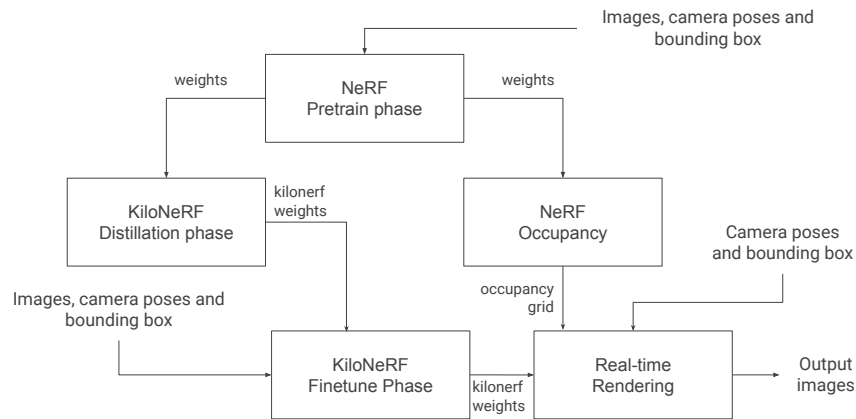 Images, camera poses and
bounding box
weights
NeRF
Pretrain phase
weights
KiloNeRF
Distillation phase
kilonerf
weights
NeRF
Occupancy
Camera poses
and bounding box
Images, camera poses and
bounding box
occupancy
grid
KiloNeRF
Finetune Phase
kilonerf
weights
Real-time
Rendering
Output
images